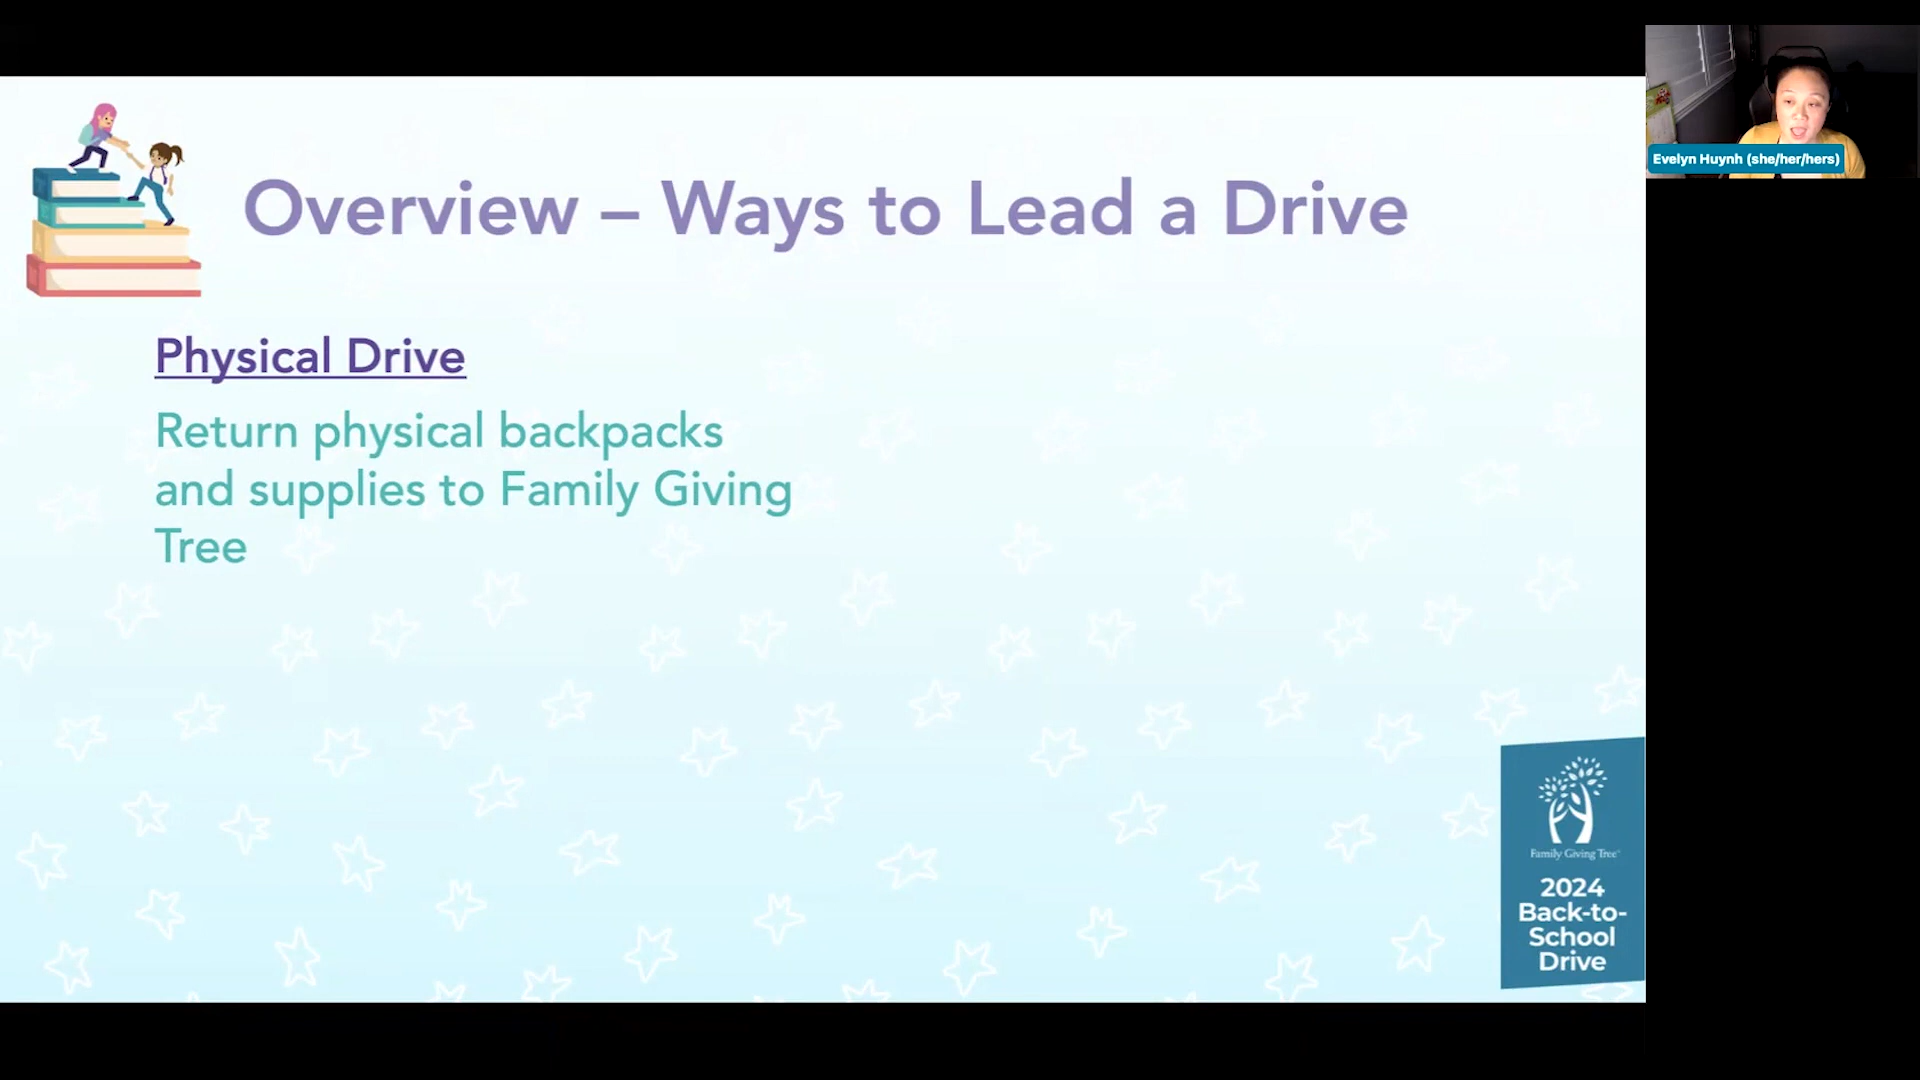 Overview – Ways to Lead a Drive
Physical Drive
Return physical backpacks
and supplies to Family Giving
Tree
Family Giving Tree
2024
Back-to-
School
Drive
Evelyn Huynh (she/her/hers)